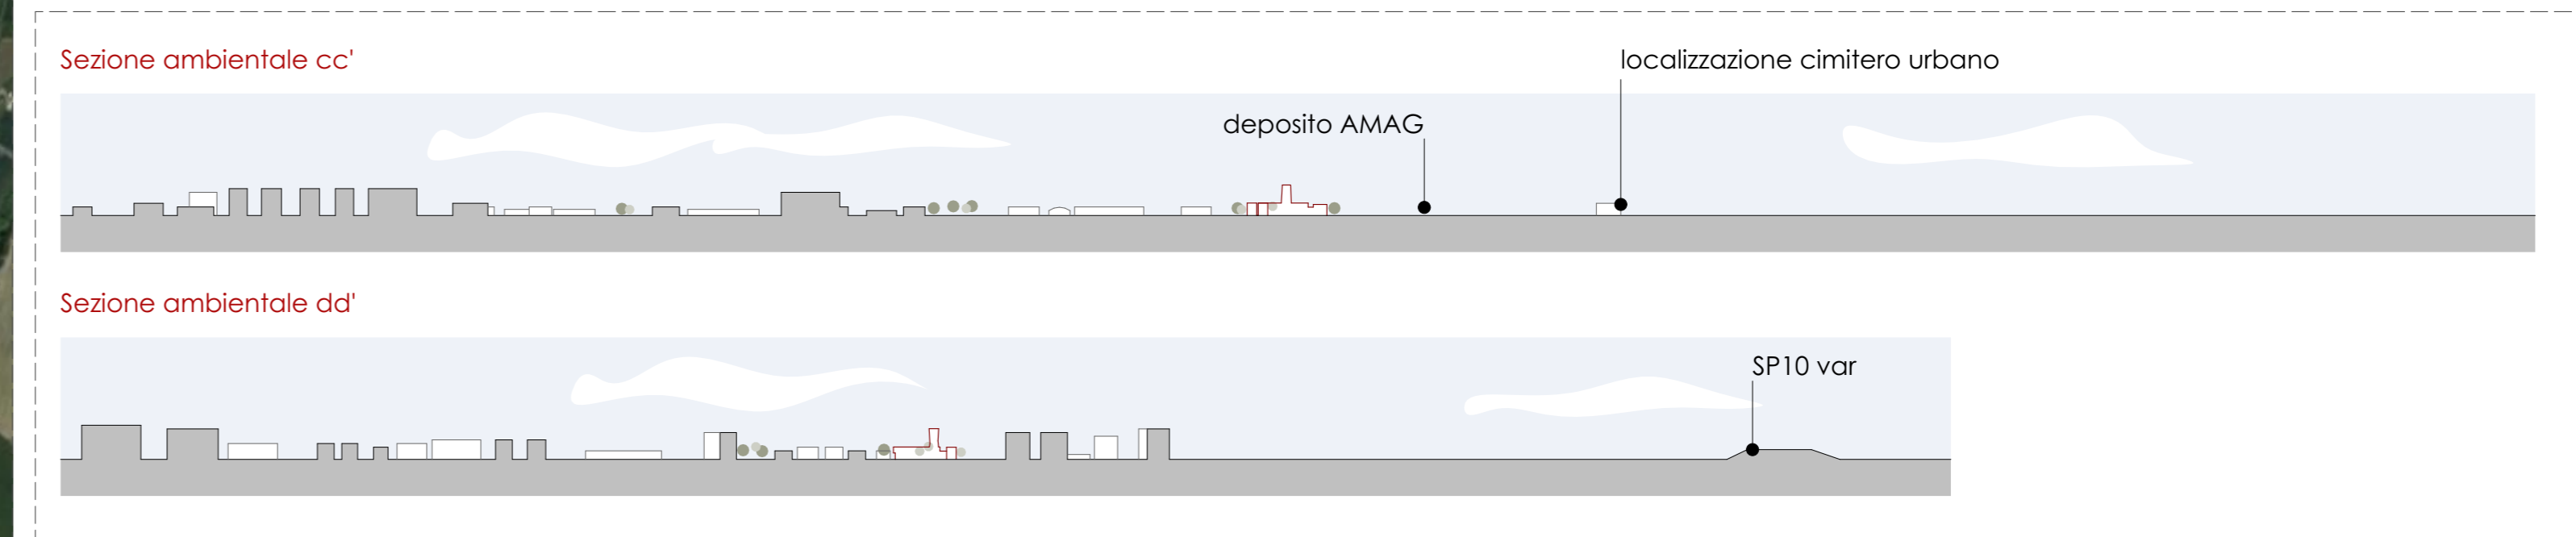 Sezione ambientale cc'
localizzazione cimitero urbano
deposito AMAG
Sezione ambientale dd'
SP10 var